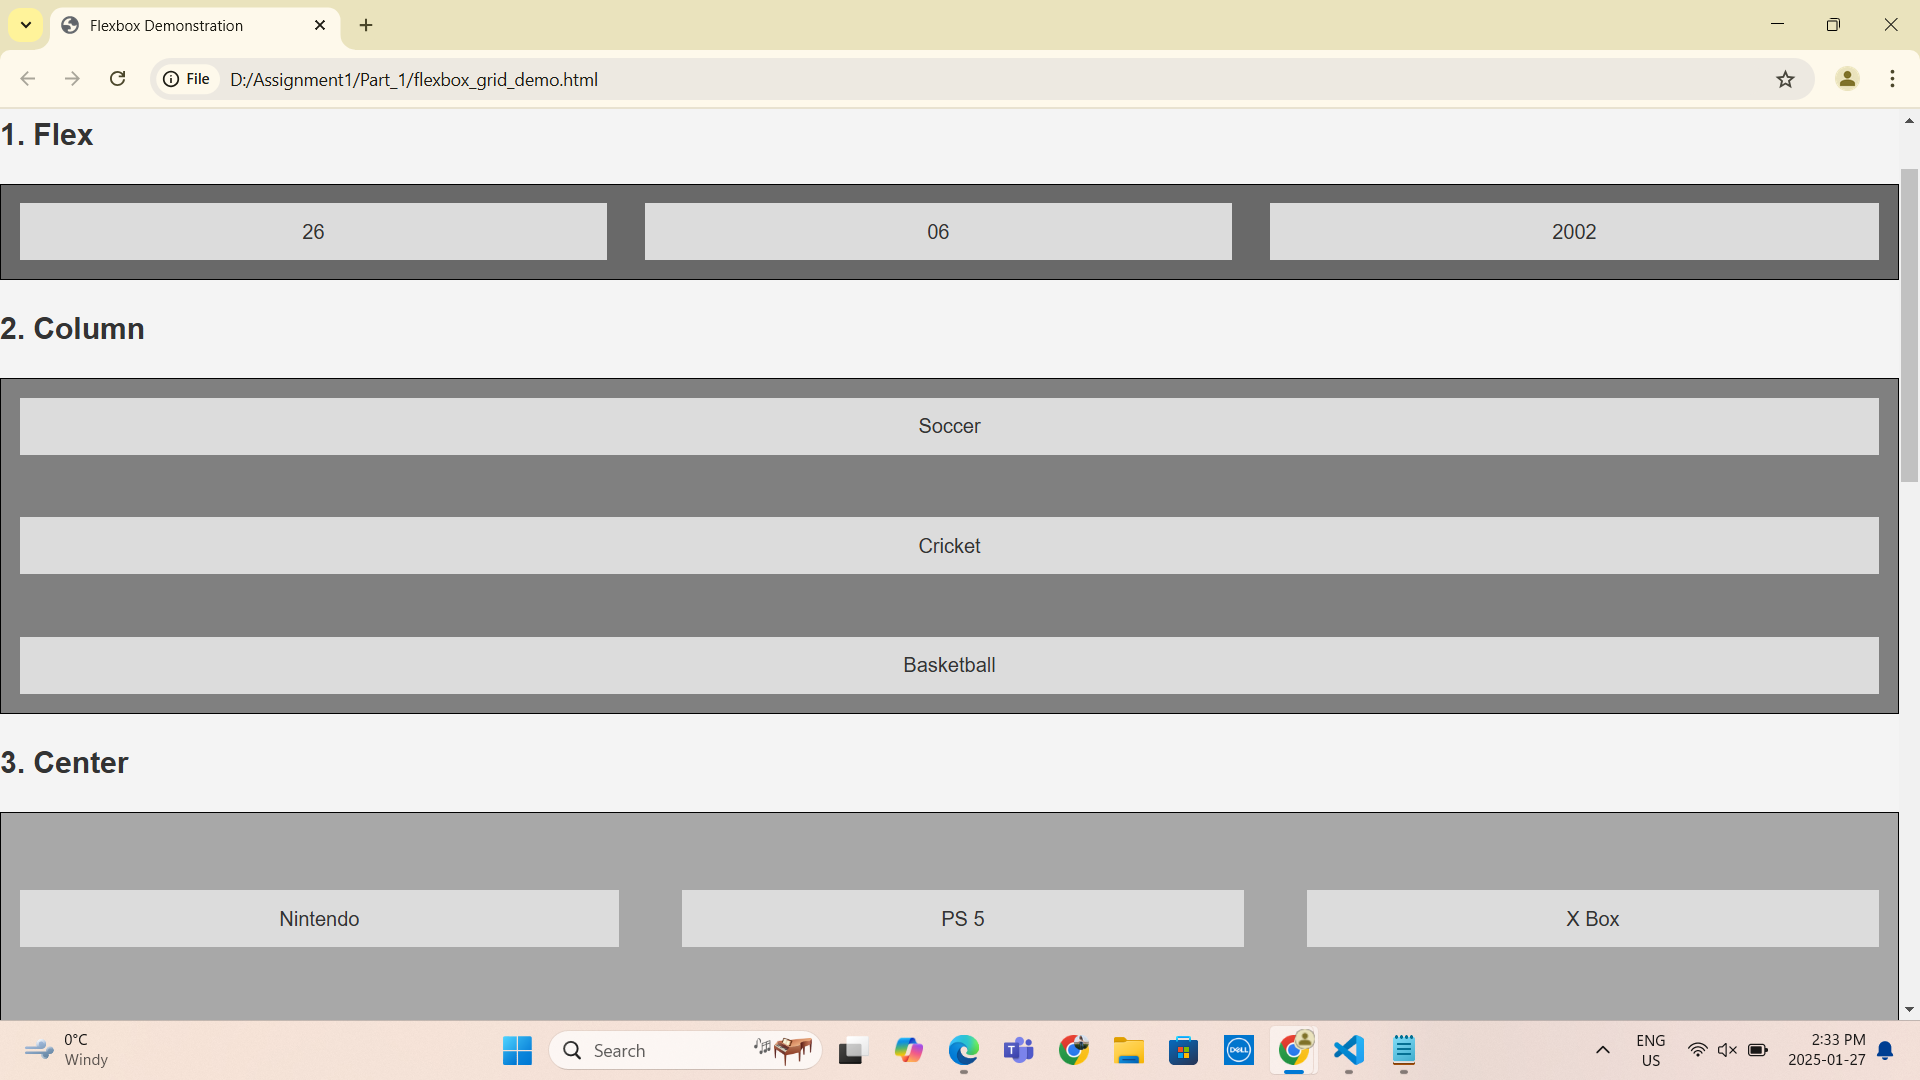 Flexbox Demonstration
File D:/Assignment1/Part_1/flexbox_grid_demo.html
1. Flex
26 06 2002
2. Column
Soccer
Cricket
Basketball
3. Center
Nintendo PS 5 X Box
0°C
Windy
Search
DELL
ENG
US
2:33 PM
2025-01-27